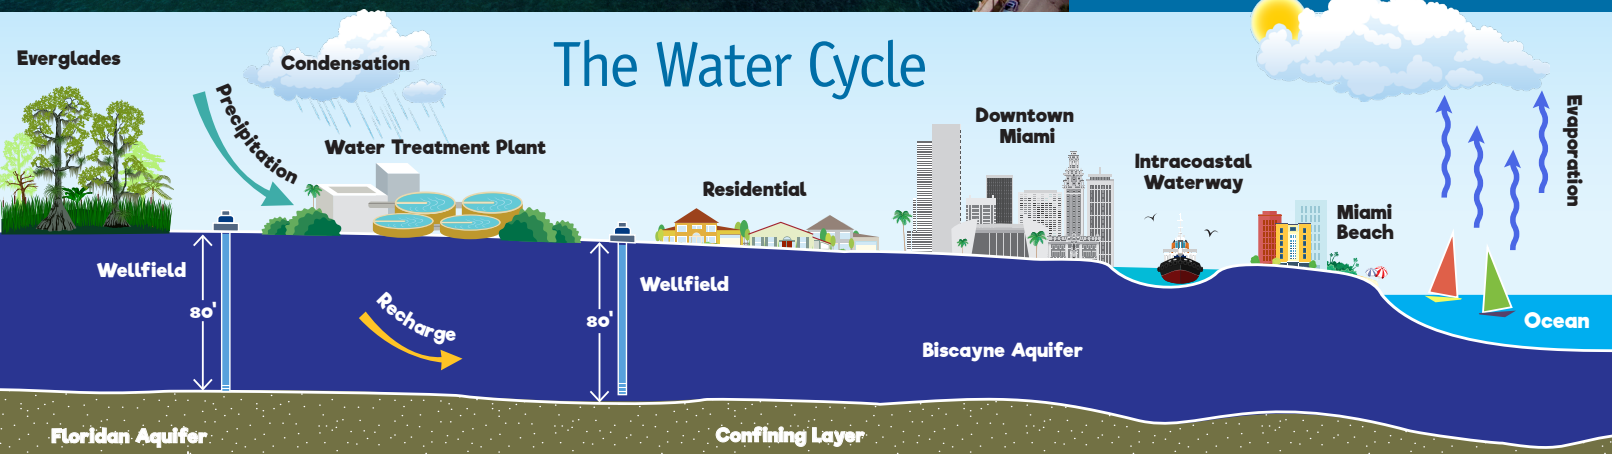 The Water Cycle
Everglades
Condensation
Precipitation
Water Treatment Plant
Residential
Downtown
Miami
Intracoastal
Waterway
Miami
Beach
Evaporation
Wellfield
80'
Recharge
80'
Wellfield
Biscayne Aquifer
Ocean
Floridan Aquifer
Confining Layer